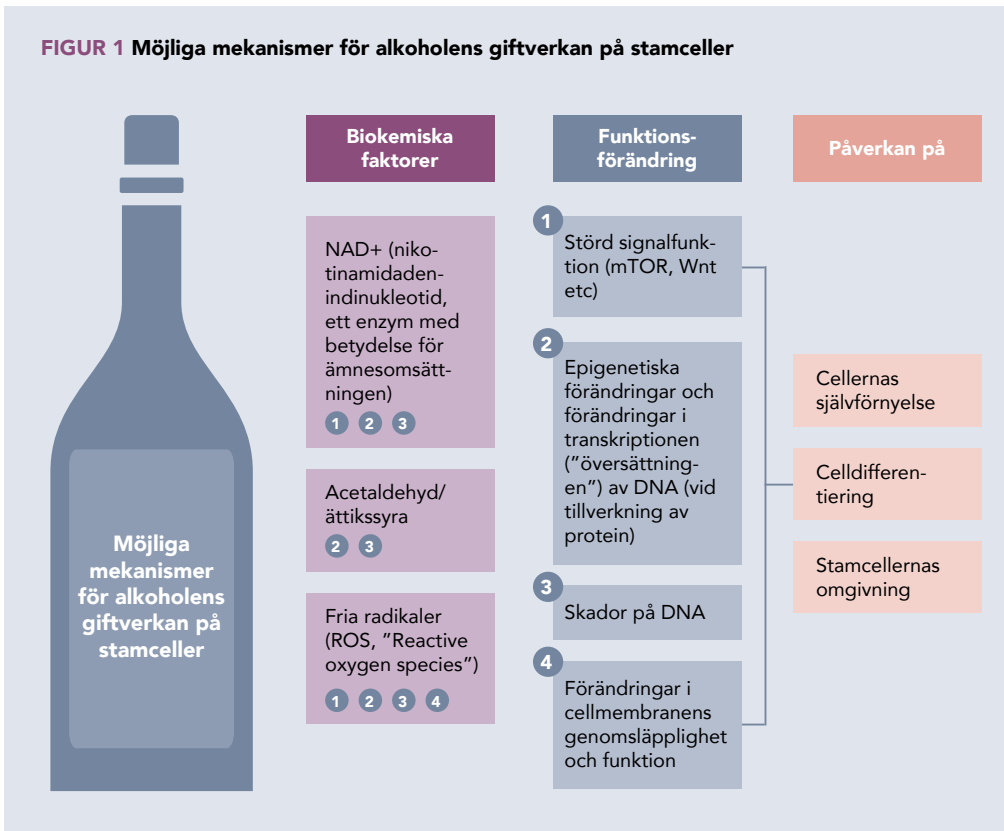 FIGUR 1 Möjliga mekanismer för alkoholens giftverkan på stamceller
Möjliga
mekanismer
för alkoholens
giftverkan på
stamceller
Biokemiska
faktorer
NAD+ (niko-
tinamidaden-
indinukleotid,
ett enzym med
betydelse för
ämnesomsätt-
ningen)
1 2 3
Acetaldehyd/
ättikssyra
2 3
Fria radikaler
(ROS, ”Reactive
oxygen species”)
1 2 3 4
Funktions-
förändring
1
Störd signalfunk-
tion (mTOR, Wnt
etc)
2
Epigenetiska
förändringar och
förändringar i
transkriptionen
(”översättning-
en”) av DNA (vid
tillverkning av
protein)
3
Skador på DNA
4
Förändringar i
cellmembranens
genomsläpplighet
och funktion
Påverkan på
Cellernas
självförnyelse
Celldifferen-
tiering
Stamcellernas
omgivning